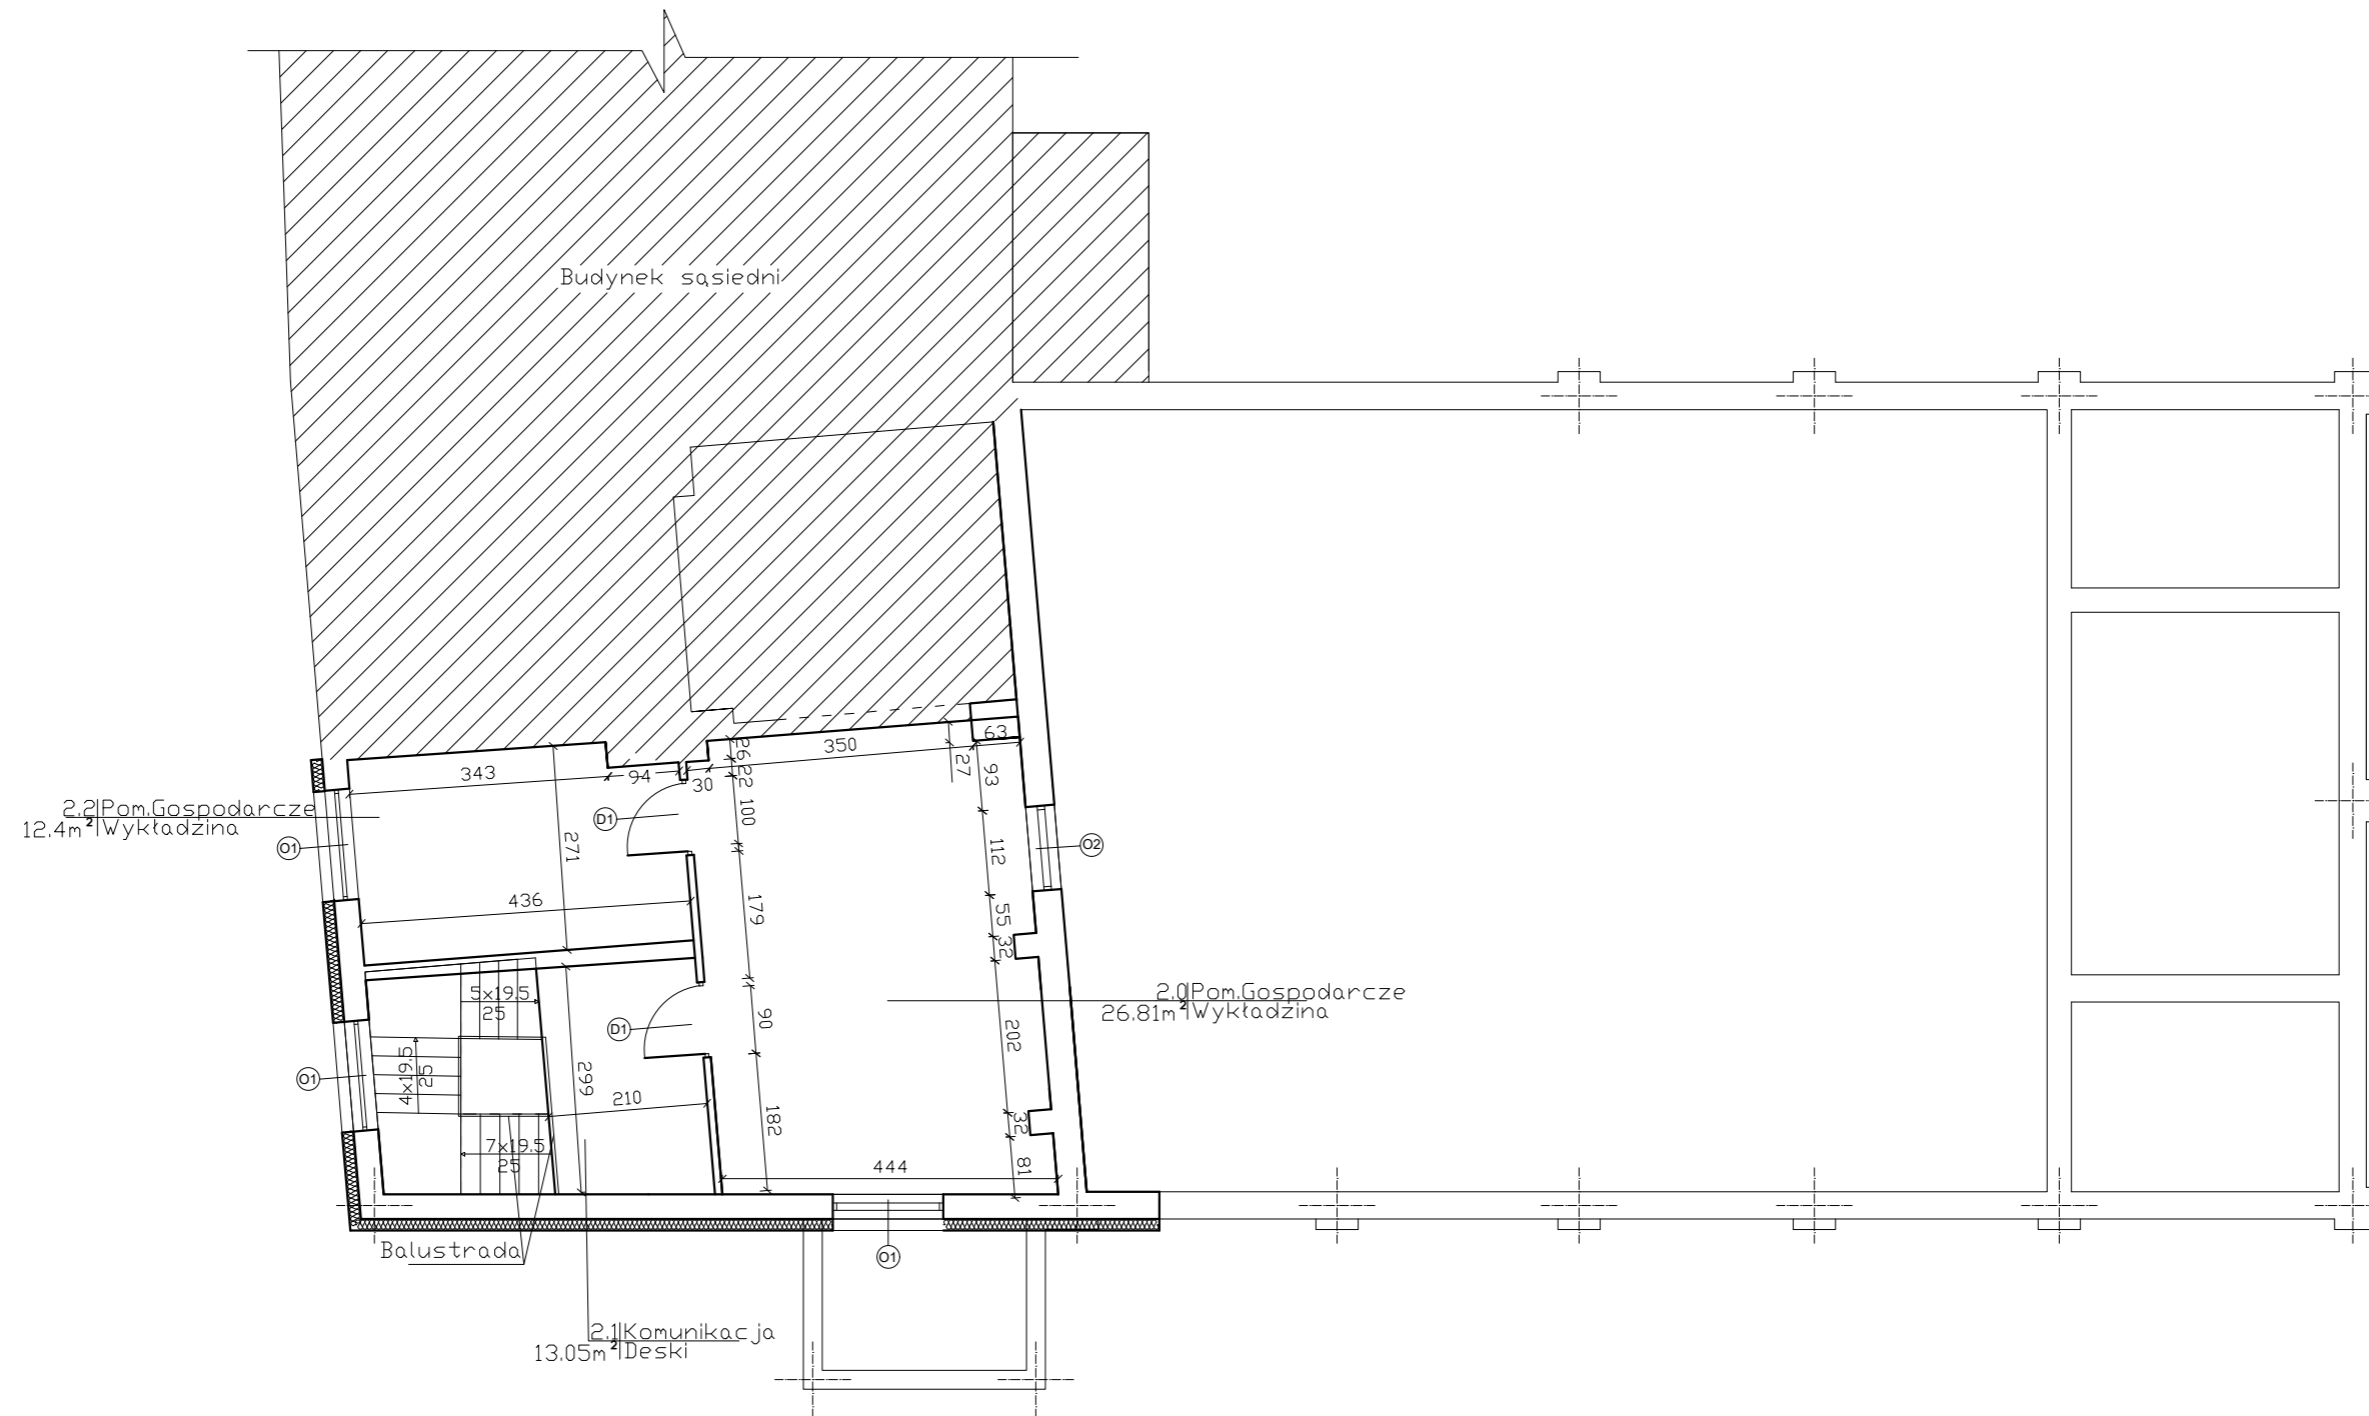 Budynek sąsiedni
343
94
30
350
63
26
22
27
93
100
112
2.2|Pom.Gospodarcze
12.4m²|Wykładzina
O1
D1
O2
271
436
179
55
32
5x19.5
25
2.0|Pom.Gospodarcze
26.81m²|Wykładzina
D1
90
202
O1
4x19.5
25
299
210
182
32
7x19.5
25
444
81
Balustrada
O1
2.1|Komunikacja
13.05m²|Deski